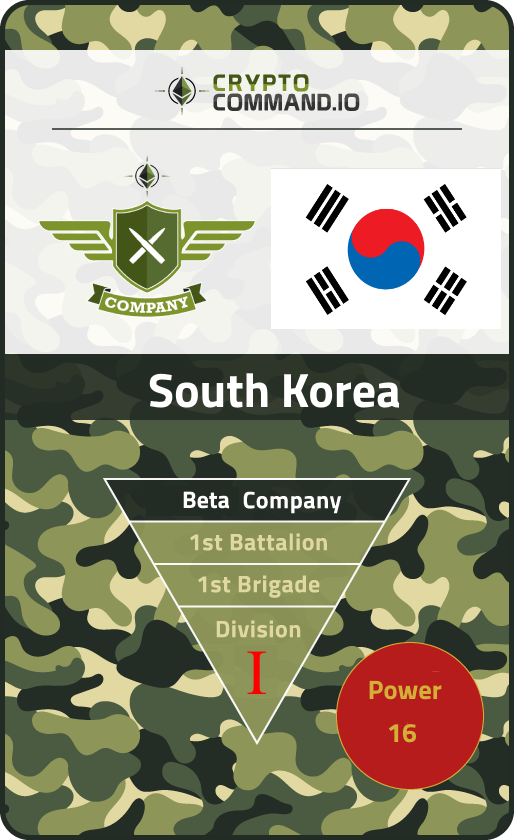 CRYPTO
COMMAND.IO
COMPANY
South Korea
Beta Company
1st Battalion
1st Brigade
Division
I
Power
16